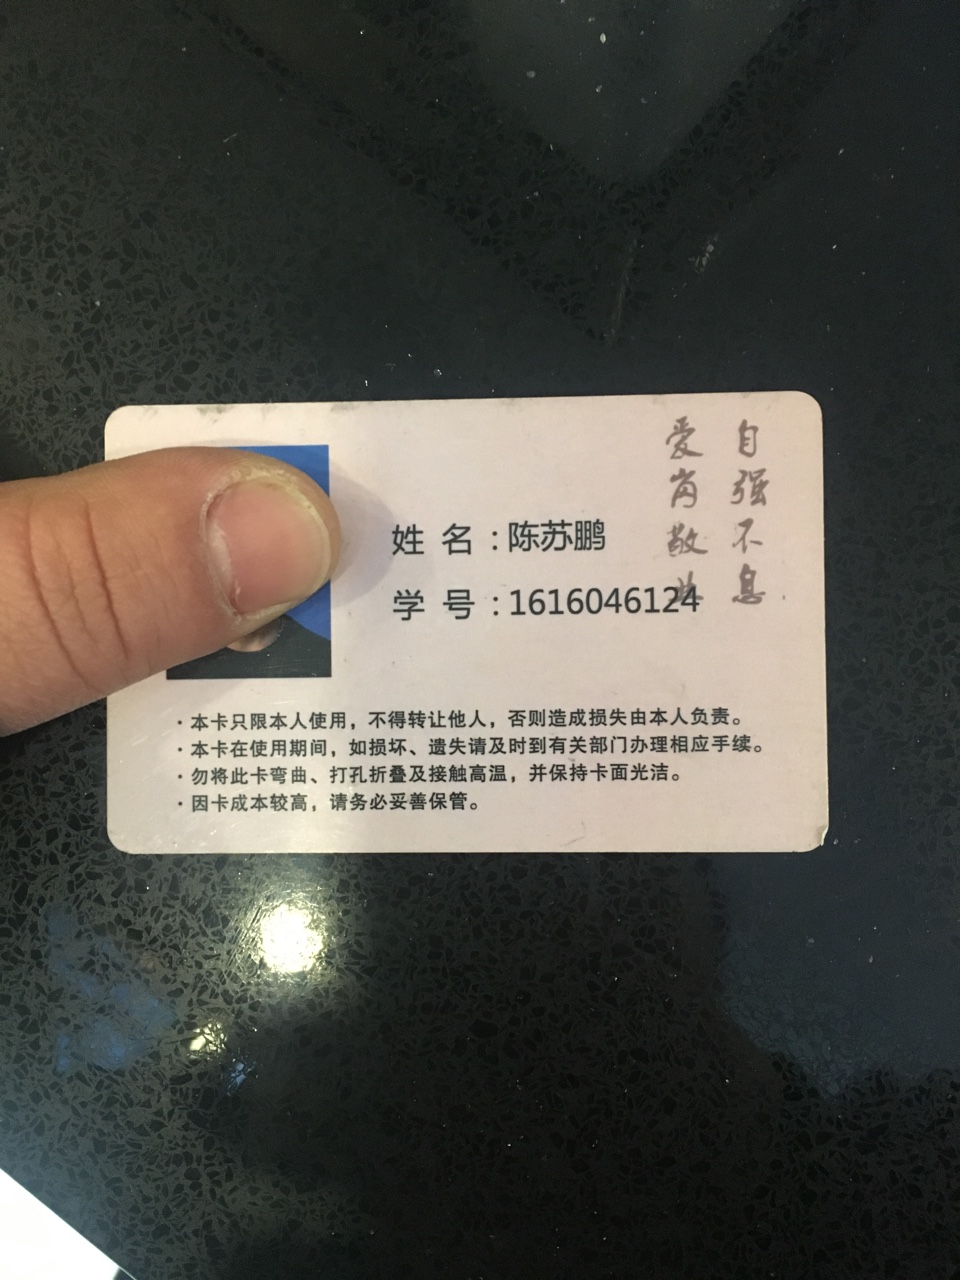 自强不息
爱岗敬业
姓名：陈苏鹏
学号：1616046124
·本卡只限本人使用，不得转让他人，否则造成损失由本人负责。
·本卡在使用期间，如损坏、遗失请及时到有关部门办理相应手续。
·勿将此卡弯曲、打孔折叠及接触高温，并保持卡面光洁。
·因卡成本较高，请务必妥善保管。